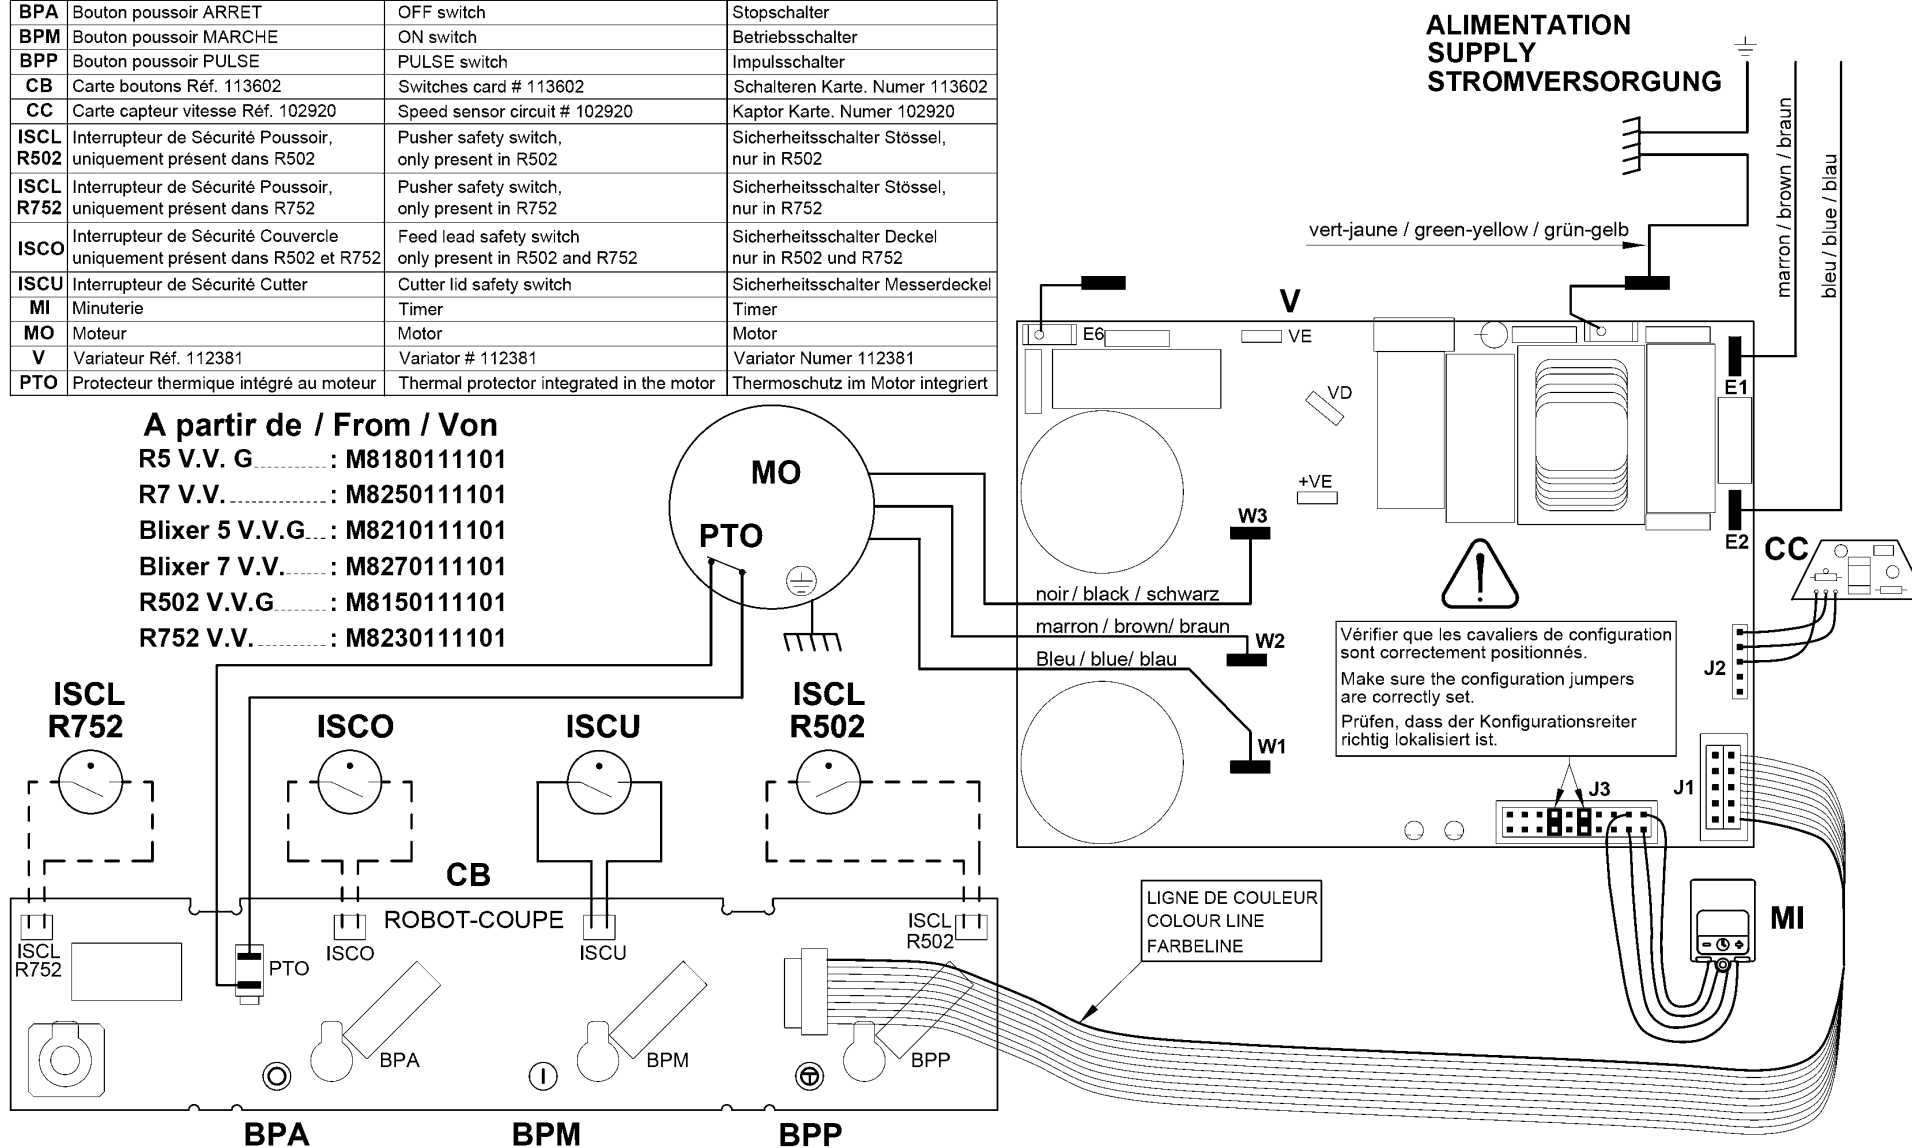 BPA Bouton poussoir ARRET OFF switch Stopschalter
BPM Bouton poussoir MARCHE ON switch Betriebsschalter
BPP Bouton poussoir PULSE PULSE switch Impulsschalter
CB Carte boutons Réf. 113602 Switches card # 113602 Schalteren Karte. Numer 113602
CC Carte capteur vitesse Réf. 102920 Speed sensor circuit # 102920 Kaptor Karte. Numer 102920
ISCL Interrupteur de Sécurité Poussoir, Pusher safety switch, Sicherheitsschalter Stössel,
R502 uniquement présent dans R502 only present in R502 nur in R502
ISCL Interrupteur de Sécurité Poussoir, Pusher safety switch, Sicherheitsschalter Stössel,
R752 uniquement présent dans R752 only present in R752 nur in R752
ISCO Interrupteur de Sécurité Couvercle Feed lead safety switch Sicherheitsschalter Deckel
uniquement présent dans R502 et R752 only present in R502 and R752 nur in R502 und R752
ISCU Interrupteur de Sécurité Cutter Cutter lid safety switch Sicherheitsschalter Messerdeckel
MI Minuterie Timer Timer
MO Moteur Motor Motor
V Variateur Réf. 112381 Variator # 112381 Variator Numer 112381
PTO Protecteur thermique intégré au moteur Thermal protector integrated in the motor Thermoschutz im Motor integriert
ALIMENTATION
SUPPLY
STROMVERSORGUNG
marron / brown / braun
bleu / blue / blau
vert-jaune / green-yellow / grün-gelb
A partir de / From / Von
R5 V.V. G : M8180111101
R7 V.V. : M8250111101
Blixer 5 V.V.G : M8210111101
Blixer 7 V.V. : M8270111101
R502 V.V.G : M8150111101
R752 V.V. : M8230111101
MO
PTO
V
E6
VE
VD
+VE
E1
E2
W3
noir / black / schwarz
marron / brown/ braun
W2
Bleu / blue/ blau
W1
CC
Vérifier que les cavaliers de configuration
sont correctement positionnés.
Make sure the configuration jumpers
are correctly set.
Prüfen, dass der Konfigurationsreiter
richtig lokalisiert ist.
J2
J3
J1
ISCL
R752
ISCO
ISCU
ISCL
R502
CB
ROBOT-COUPE
ISCL
R752
PTO
ISCO
ISCU
ISCL
R502
LIGNE DE COULEUR
COLOUR LINE
FARBELINE
MI
BPA
BPM
BPP
BPA
BPM
BPP